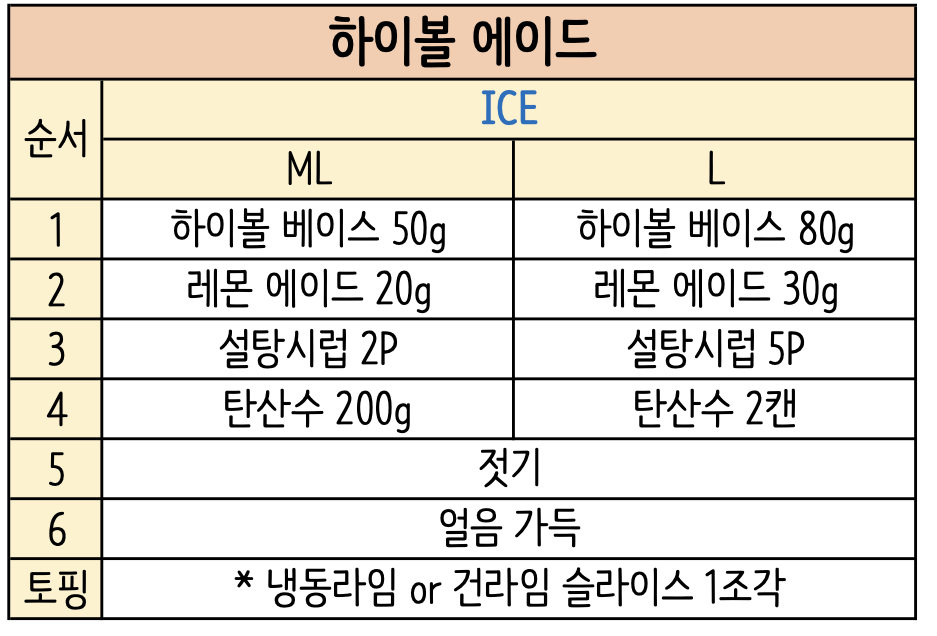 하이볼 에이드
순서
ICE
ML L
1 하이볼 베이스 50g 하이볼 베이스 80g
2 레몬 에이드 20g 레몬 에이드 30g
3 설탕시럽 2P 설탕시럽 5P
4 탄산수 200g 탄산수 2캔
5 젓기
6 얼음 가득
토핑 * 냉동라임 or 건라임 슬라이스 1조각